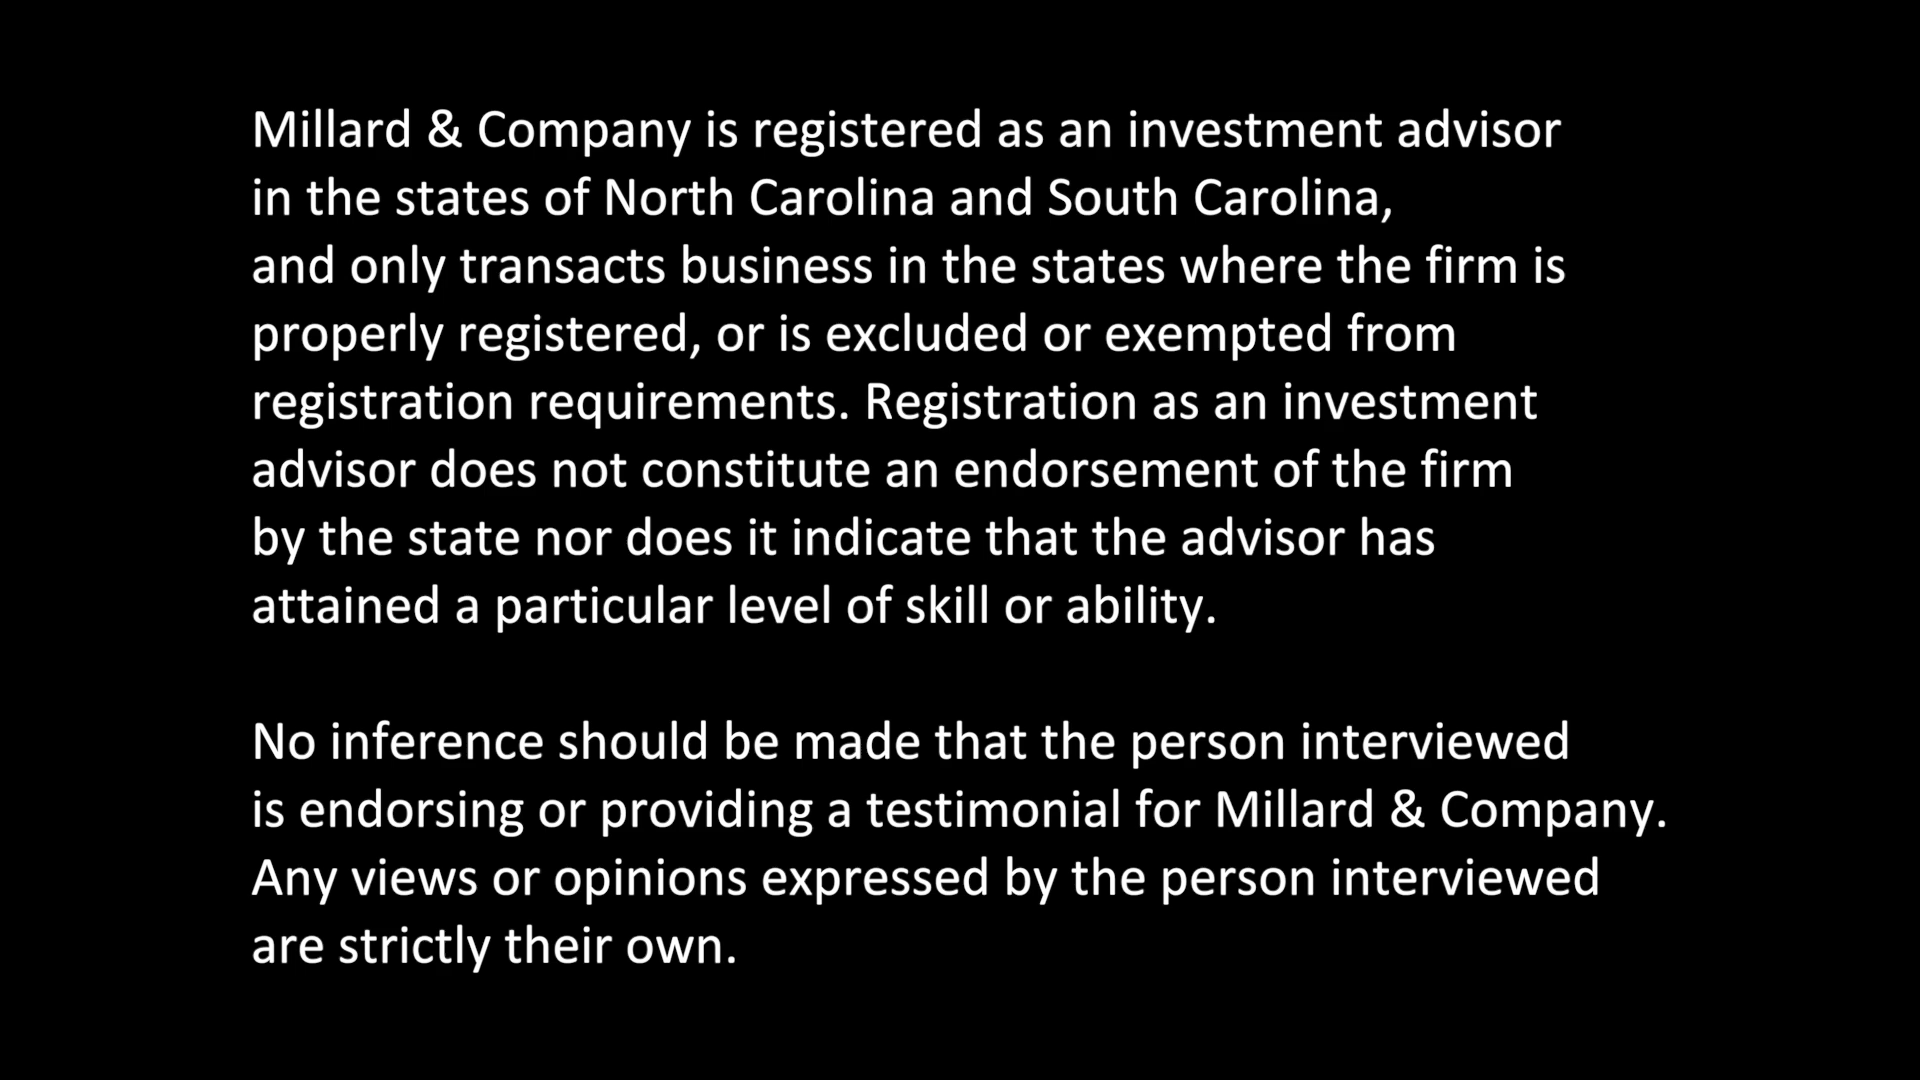 Millard & Company is registered as an investment advisor
in the states of North Carolina and South Carolina,
and only transacts business in the states where the firm is
properly registered, or is excluded or exempted from
registration requirements. Registration as an investment
advisor does not constitute an endorsement of the firm
by the state nor does it indicate that the advisor has
attained a particular level of skill or ability.
No inference should be made that the person interviewed
is endorsing or providing a testimonial for Millard & Company.
Any views or opinions expressed by the person interviewed
are strictly their own.